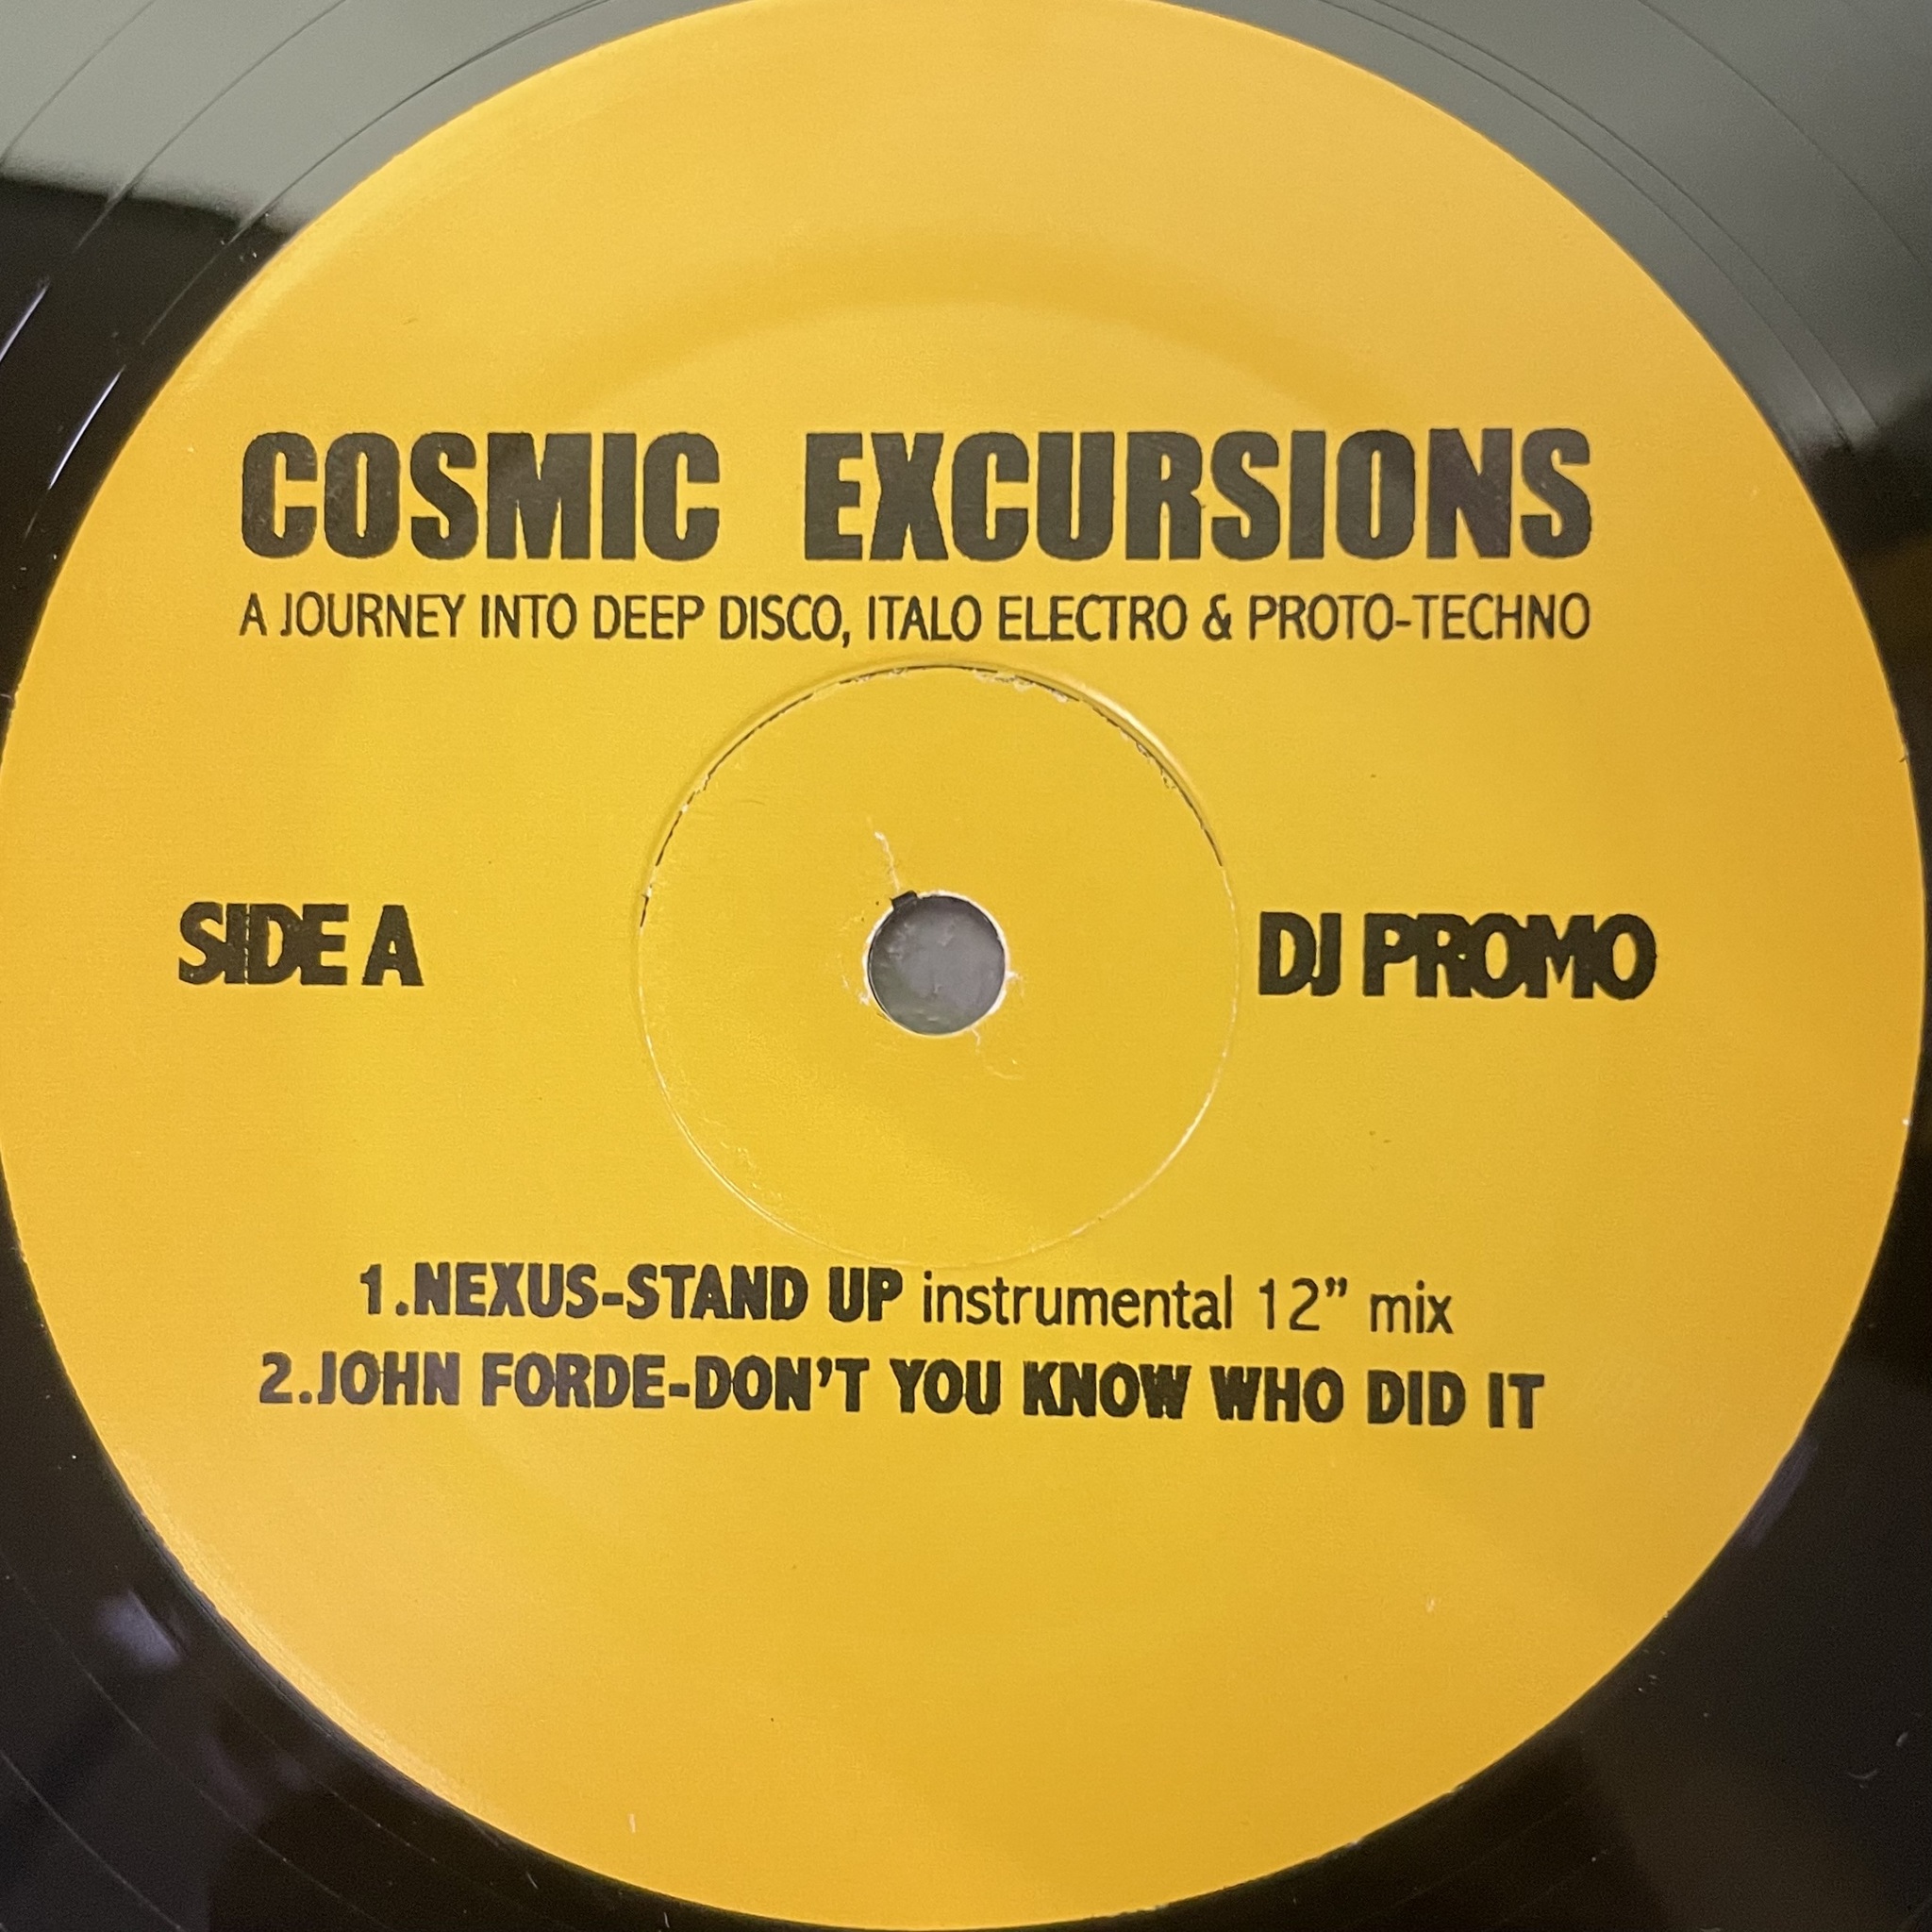 COSMIC EXCURSIONS
A JOURNEY INTO DEEP DISCO, ITALO ELECTRO & PROTO-TECHNO
SIDE A
DJ PROMO
1.NEXUS-STAND UP instrumental 12” mix
2.JOHN FORDE-DON’T YOU KNOW WHO DID IT